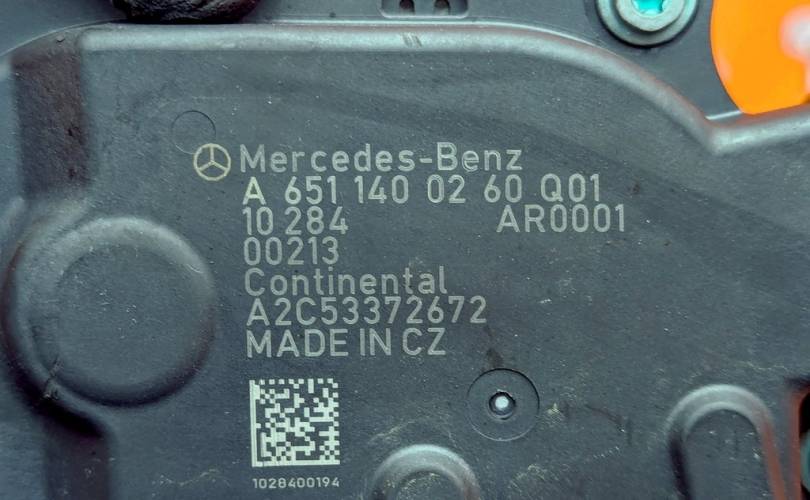 Mercedes-Benz
A 651 140 02 60 Q01
10 284 AR0001
00213
Continental
A2C53372672
MADE IN CZ
1028400194